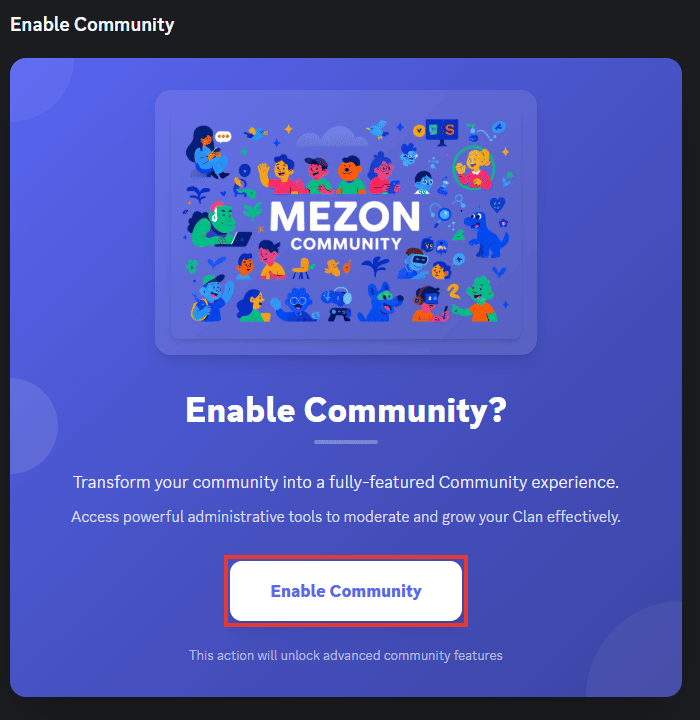 Enable Community
MEZON
COMMUNITY
Enable Community?
Transform your community into a fully-featured Community experience.
Access powerful administrative tools to moderate and grow your Clan effectively.
Enable Community
This action will unlock advanced community features